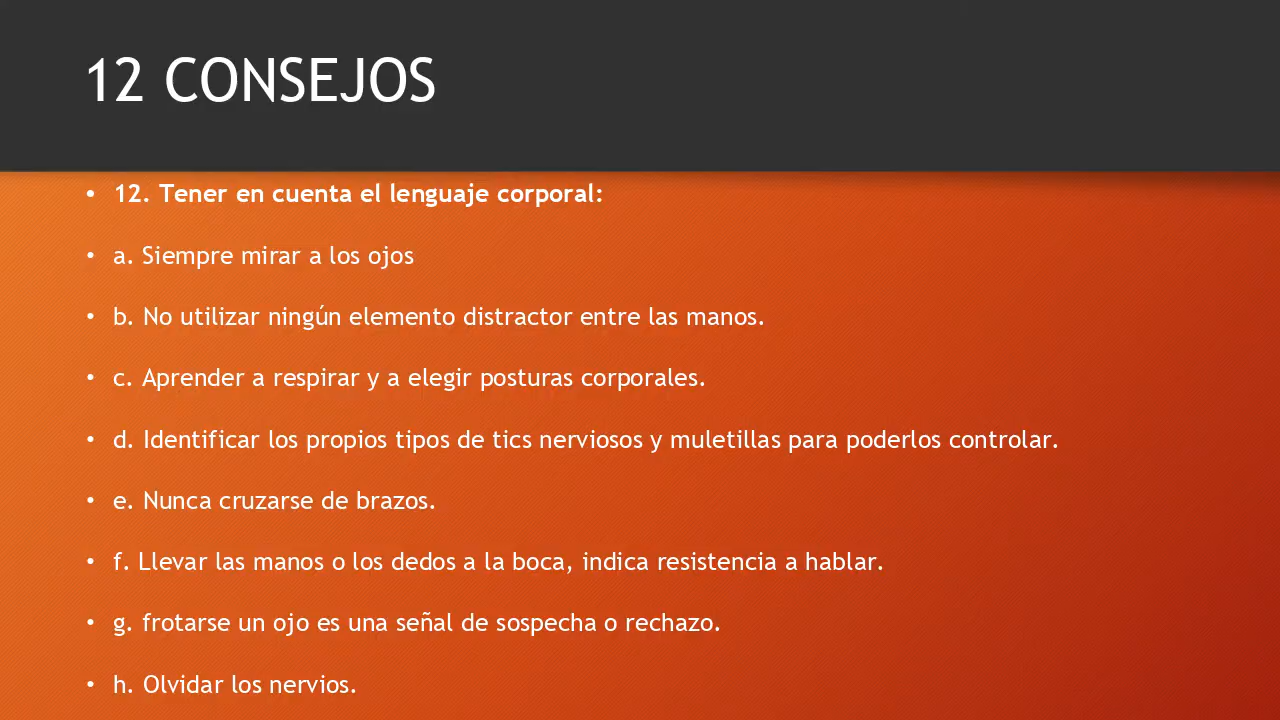 12 CONSEJOS
• 12. Tener en cuenta el lenguaje corporal:
• a. Siempre mirar a los ojos
• b. No utilizar ningún elemento distractor entre las manos.
• c. Aprender a respirar y a elegir posturas corporales.
• d. Identificar los propios tipos de tics nerviosos y muletillas para poderlos controlar.
• e. Nunca cruzarse de brazos.
• f. Llevar las manos o los dedos a la boca, indica resistencia a hablar.
• g. frotarse un ojo es una señal de sospecha o rechazo.
• h. Olvidar los nervios.